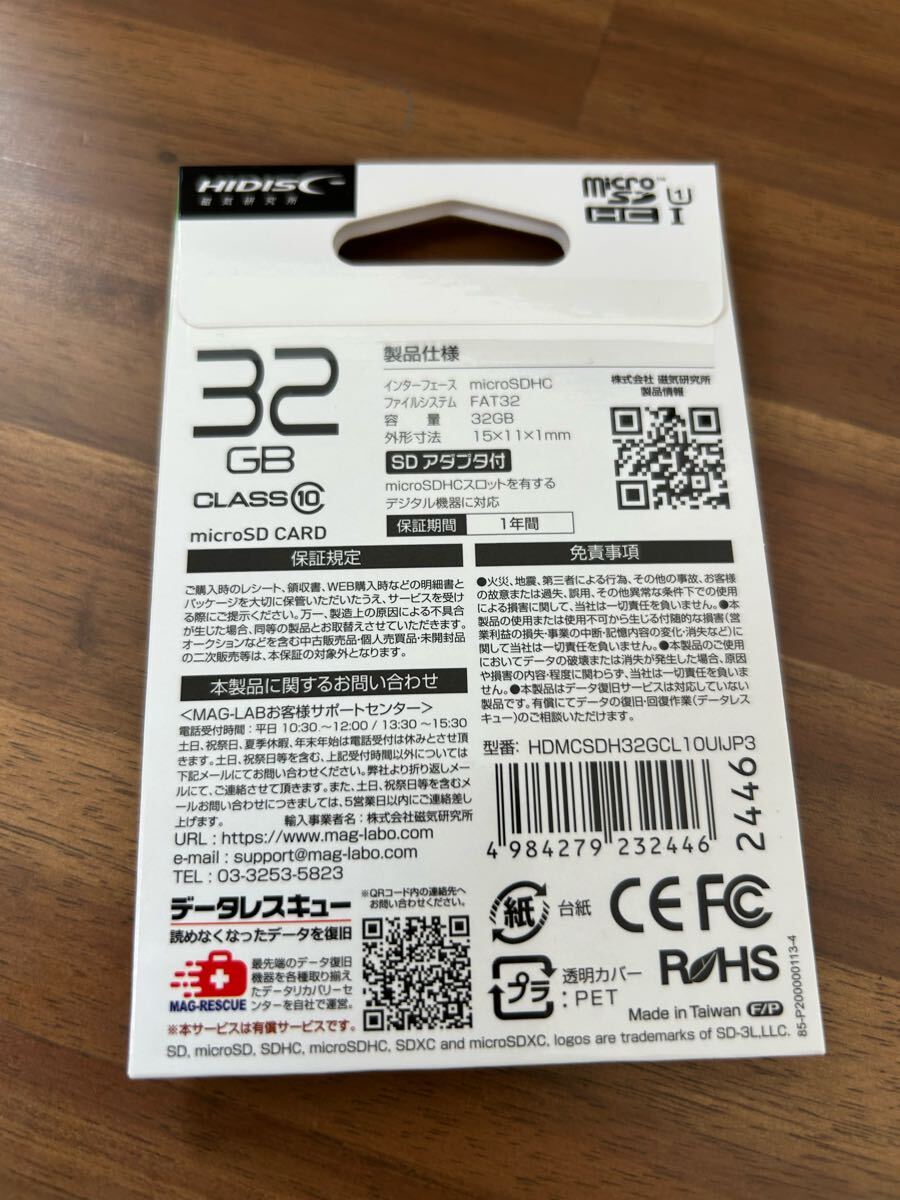 HIDISC
磁気研究所
micro SD HC I U1
32
GB
CLASS 10
microSD CARD
製品仕様
インターフェース microSDHC
ファイルシステム FAT32
容量 32GB
外形寸法 15×11×1mm
SDアダプタ付
microSDHCスロットを有する
デジタル機器に対応
保証期間 1年間
株式会社 磁気研究所
製品情報
保証規定
ご購入時のレシート、領収書、WEB購入時などの明細書と
パッケージを大切に保管いただいたうえ、サービスを受け
る際にご提示ください。万一、製造上の原因による不具合
が生じた場合、同等の製品とお取替えさせていただきます。
オークションなどを含む中古販売品・個人売買品・未開封品
の二次販売等は、本保証の対象外となります。
免責事項
●火災、地震、第三者による行為、その他の事故、お客様
の故意または過失、誤用、その他異常な条件下での使用
による損害に関して、当社は一切責任を負いません。●本
製品の使用または使用不可から生じる付随的な損害(営
業利益の損失・事業の中断・記憶内容の変化・消失など)に
関して当社は一切責任を負いません。●本製品のご使用
においてデータの破壊または消失が発生した場合、原因
や損害の内容・程度に関わらず、当社は一切責任を負いま
せん。●本製品はデータ復旧サービスは対応していない
製品です。有償にてデータの復旧・回復作業(データレス
キュー)のご相談いただけます。
本製品に関するお問い合わせ
<MAG-LABお客様サポートセンター>
電話受付時間：平日 10:30.～12:00 / 13:30～15:30
土日、祝祭日、夏季休暇、年末年始は電話受付は休みとさせて頂き
ます。土日、祝祭日等を含む、上記受付時間以外については
下記メールにてお問い合わせください。弊社より折り返しメー
ルにて、ご連絡させて頂きます。また、土日、祝祭日等を含むメ
ールお問い合わせにつきましては、5営業日以内にご連絡差し
上げます。 輸入事業者名：株式会社磁気研究所
URL : https://www.mag-labo.com
e-mail : support@mag-labo.com
TEL : 03-3253-5823
型番： HDMCSDH32GCL10UIJP3
4 984279 232446
2446
データレスキュー
読めなくなったデータを復旧
※QRコード内の連絡先へ
お問い合わせください。
MAG-RESCUE
最先端のデータ復旧
機器を各種取り揃え
たデータリカバリーセ
ンターを自社で運営。
※本サービスは有償サービスです。
紙 台紙
プラ 透明カバー
:PET
CE FC
RoHS
Made in Taiwan F/P
85-P200000113-4
SD, microSD, SDHC, microSDHC, SDXC and microSDXC, logos are trademarks of SD-3L,LLC.